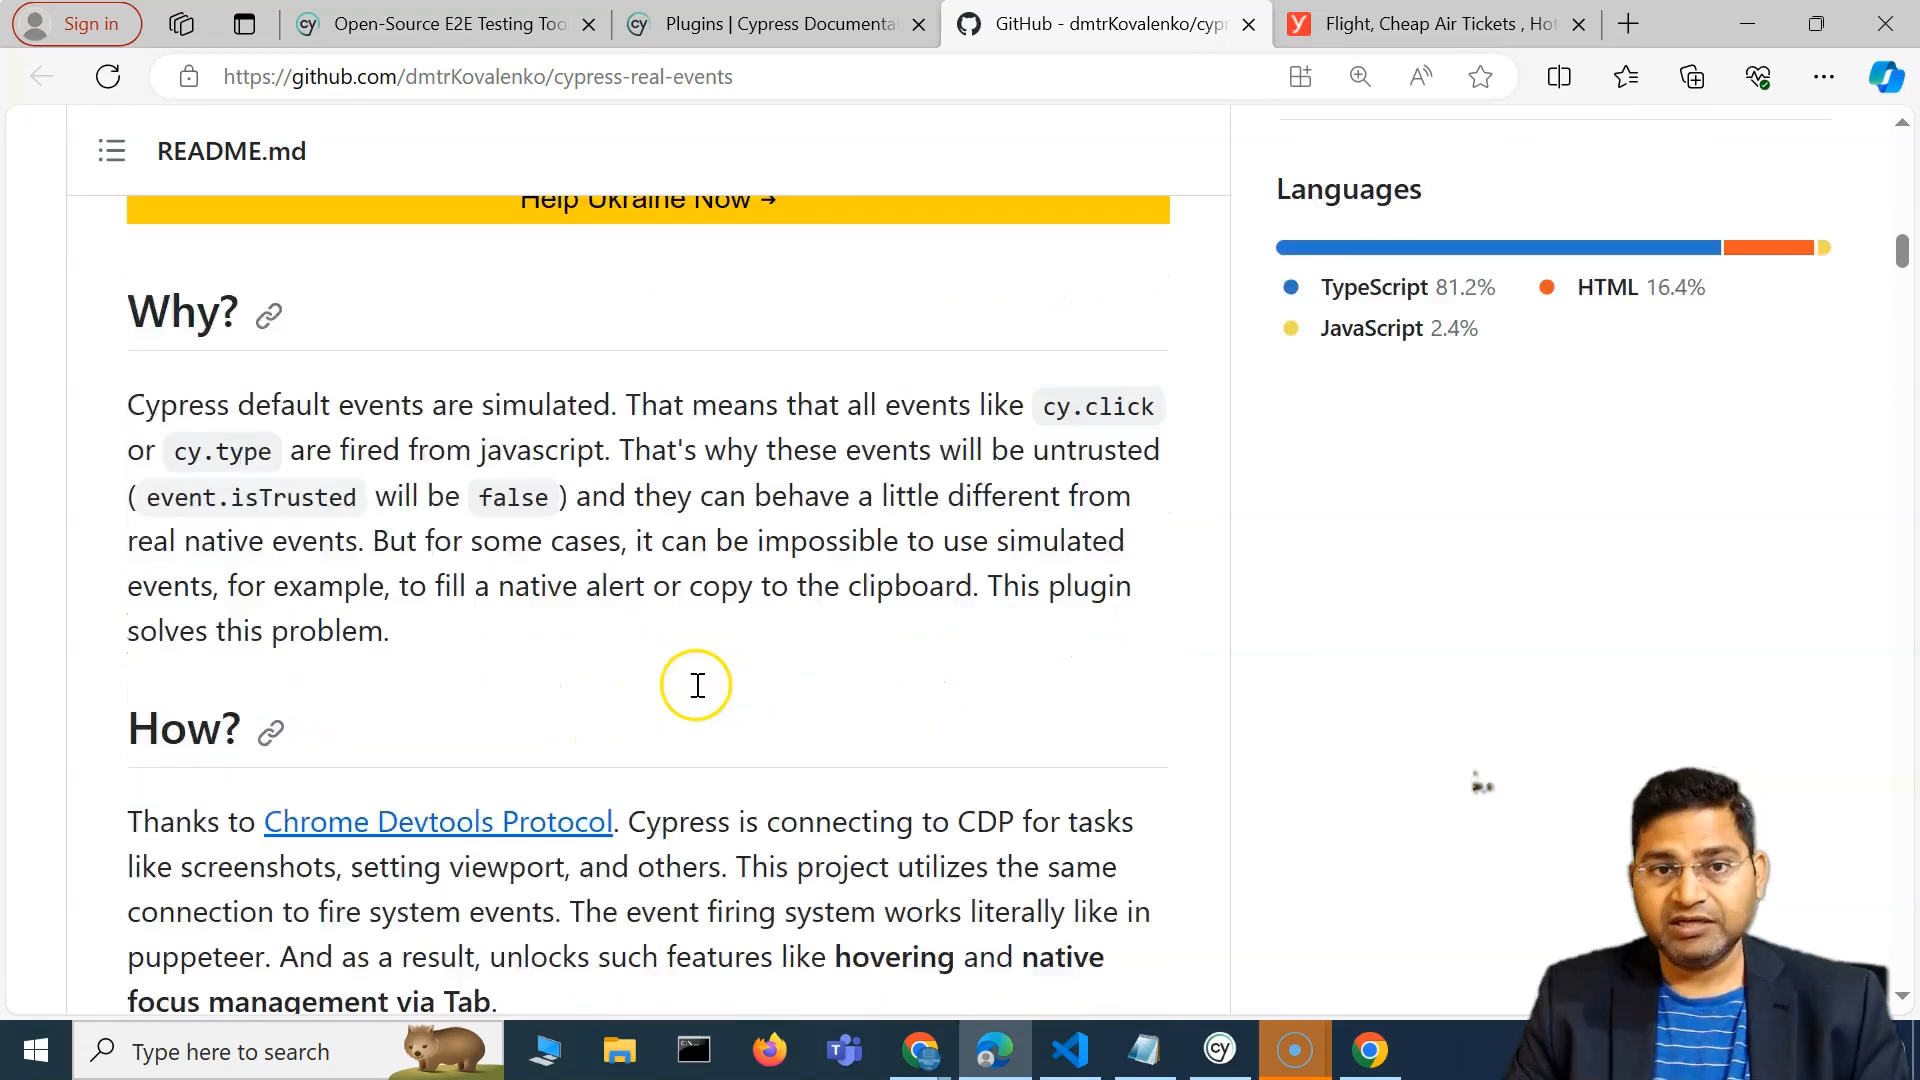 Sign in
Open-Source E2E Testing Too
Plugins | Cypress Documenta
GitHub - dmtrKovalenko/cypr
Flight, Cheap Air Tickets , Hot
https://github.com/dmtrKovalenko/cypress-real-events
README.md
Help Ukraine Now →
Why?
Cypress default events are simulated. That means that all events like cy.click
or cy.type are fired from javascript. That's why these events will be untrusted
( event.isTrusted will be false ) and they can behave a little different from
real native events. But for some cases, it can be impossible to use simulated
events, for example, to fill a native alert or copy to the clipboard. This plugin
solves this problem.
How?
Thanks to Chrome Devtools Protocol. Cypress is connecting to CDP for tasks
like screenshots, setting viewport, and others. This project utilizes the same
connection to fire system events. The event firing system works literally like in
puppeteer. And as a result, unlocks such features like hovering and native
focus management via Tab.
Languages
TypeScript 81.2%
HTML 16.4%
JavaScript 2.4%
Type here to search